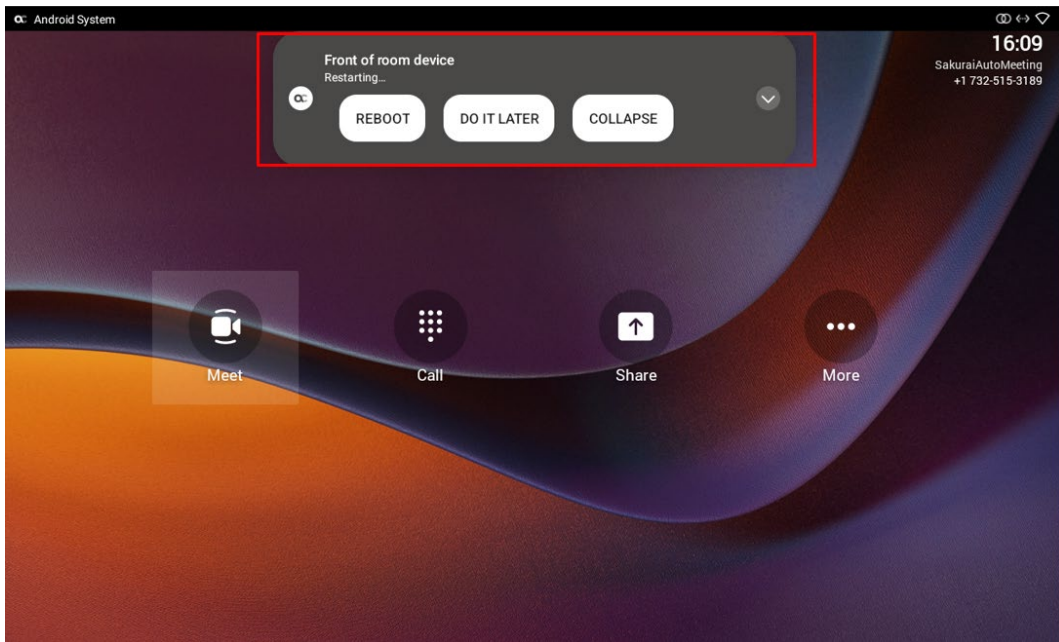 Android System
16:09
SakuraiAutoMeeting
+1 732-515-3189
Front of room device
Restarting...
REBOOT DO IT LATER COLLAPSE
Meet Call Share More